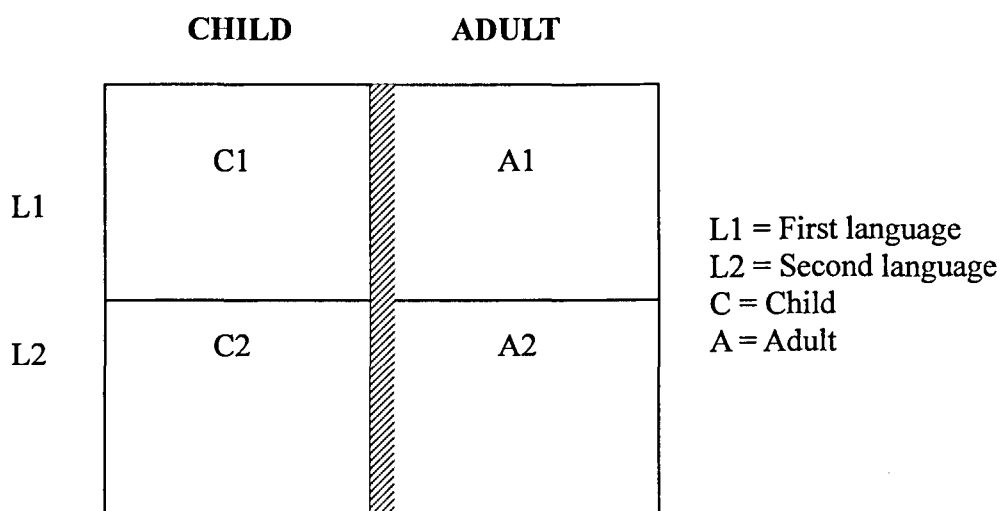 CHILD ADULT
C1 A1
L1
L1 = First language
L2 = Second language
C = Child
A = Adult
L2 C2 A2